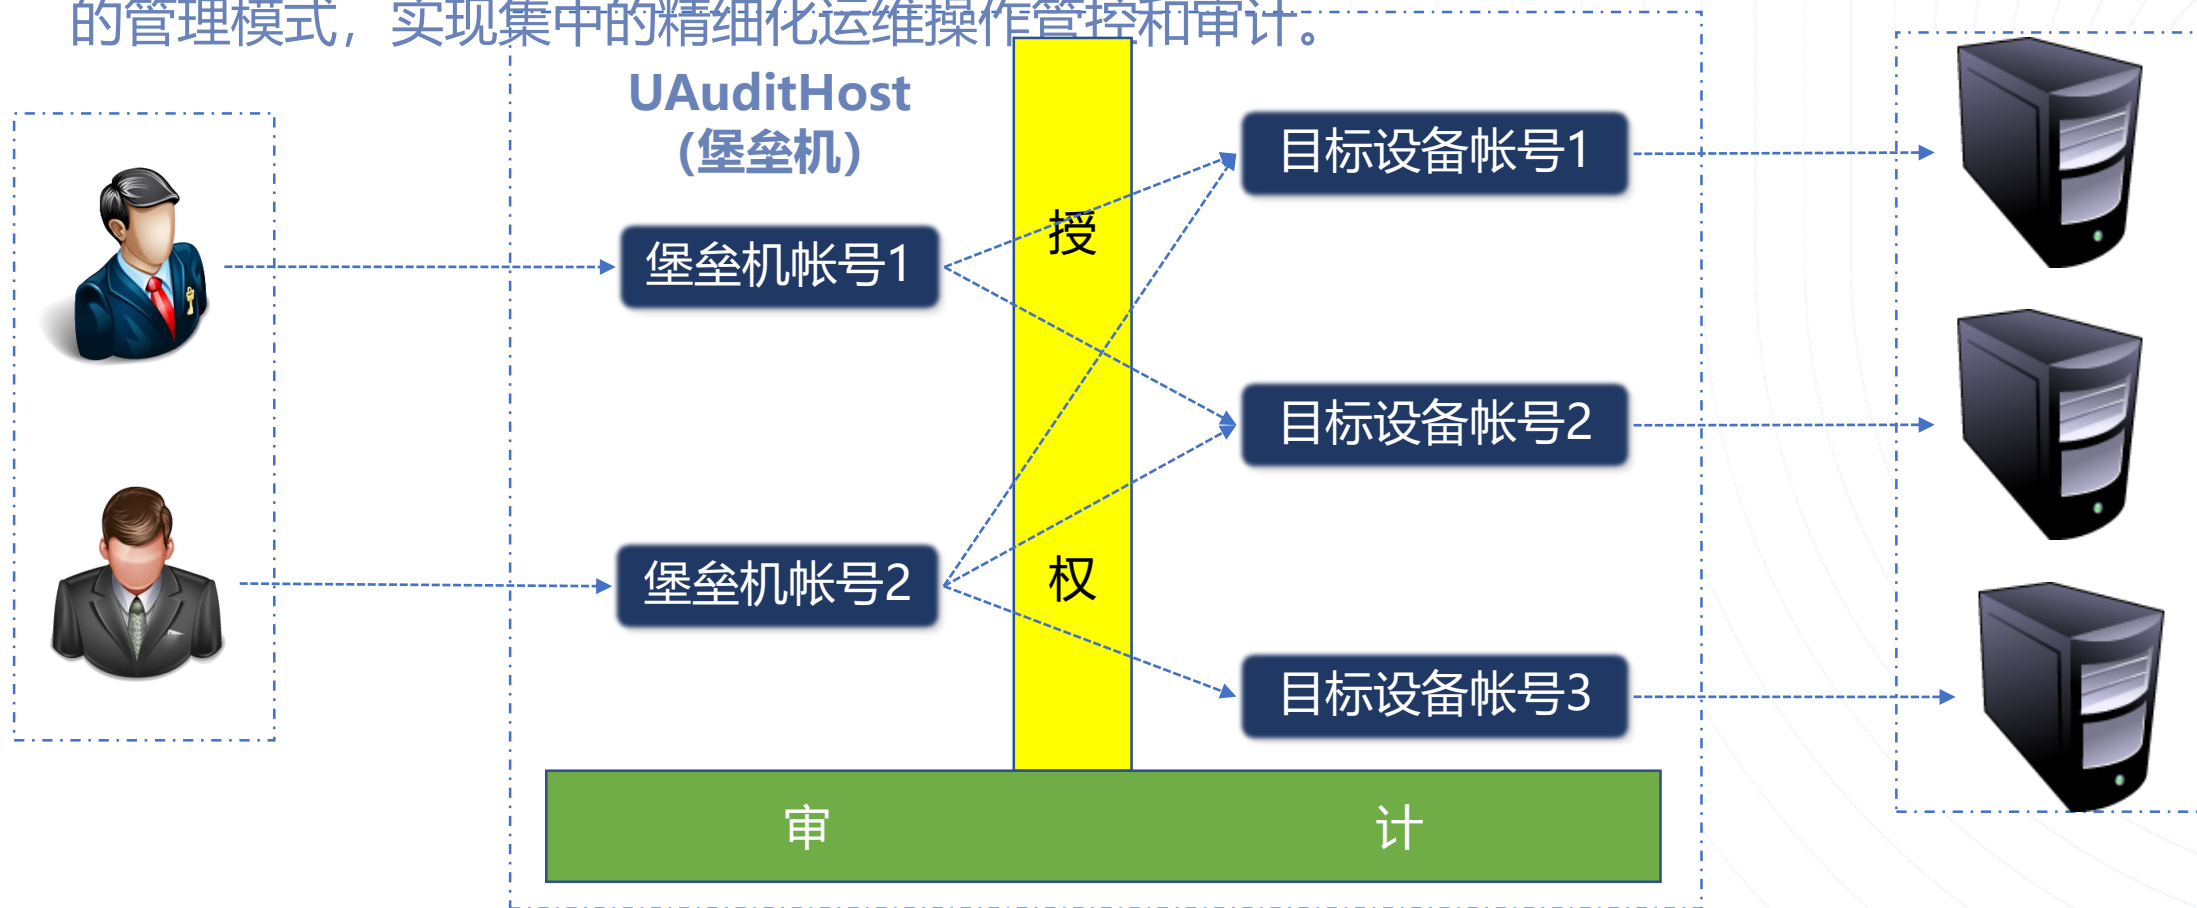 的管理模式，实现集中的精细化运维操作管控和审计。
UAuditHost
（堡垒机）
目标设备帐号1
授
堡垒机帐号1
目标设备帐号2
权
堡垒机帐号2
目标设备帐号3
审 计